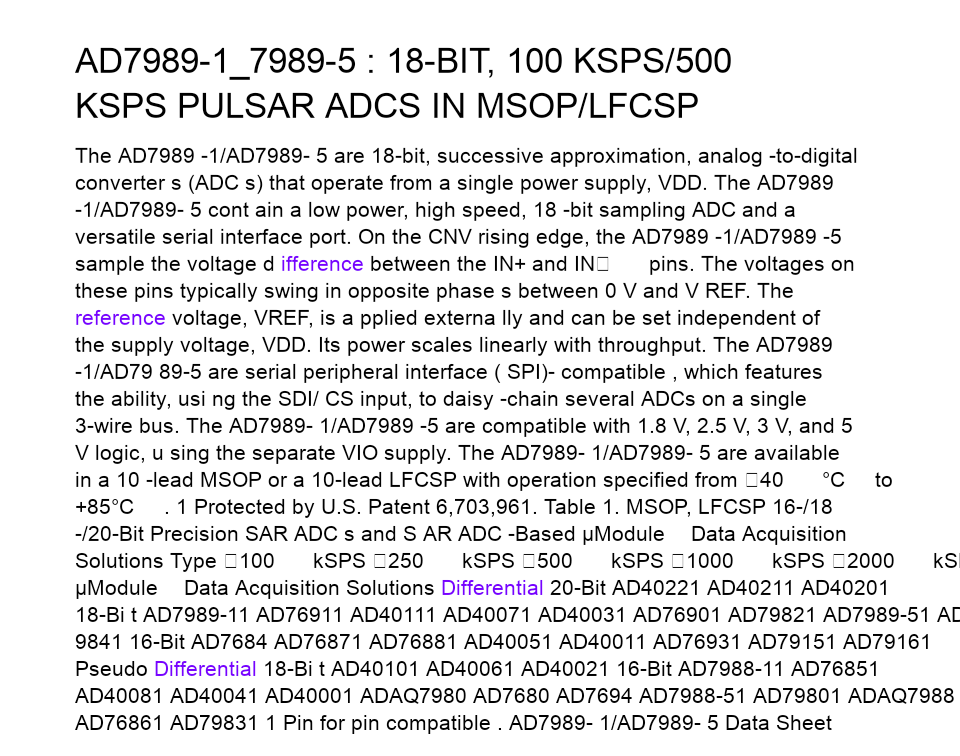 AD7989-1_7989-5 : 18-BIT, 100 KSPS/500
KSPS PULSAR ADCS IN MSOP/LFCSP
The AD7989 -1/AD7989- 5 are 18-bit, successive approximation, analog -to-digital
converter s (ADC s) that operate from a single power supply, VDD. The AD7989
-1/AD7989- 5 cont ain a low power, high speed, 18 -bit sampling ADC and a
versatile serial interface port. On the CNV rising edge, the AD7989 -1/AD7989 -5
sample the voltage d ifference between the IN+ and IN□ pins. The voltages on
these pins typically swing in opposite phase s between 0 V and V REF. The
reference voltage, VREF, is a pplied externa lly and can be set independent of
the supply voltage, VDD. Its power scales linearly with throughput. The AD7989
-1/AD79 89-5 are serial peripheral interface ( SPI)- compatible , which features
the ability, usi ng the SDI/ CS input, to daisy -chain several ADCs on a single
3-wire bus. The AD7989- 1/AD7989 -5 are compatible with 1.8 V, 2.5 V, 3 V, and 5
V logic, u sing the separate VIO supply. The AD7989- 1/AD7989- 5 are available
in a 10 -lead MSOP or a 10-lead LFCSP with operation specified from □40 °C to
+85°C . 1 Protected by U.S. Patent 6,703,961. Table 1. MSOP, LFCSP 16-/18
-/20-Bit Precision SAR ADC s and S AR ADC -Based μModule Data Acquisition
Solutions Type □100 kSPS □250 kSPS □500 kSPS □1000 kSPS □2000
μModule Data Acquisition Solutions Differential 20-Bit AD40221 AD40211 AD40201
18-Bi t AD7989-11 AD76911 AD40111 AD40071 AD40031 AD76901 AD79821 AD7989-51 AD
9841 16-Bit AD7684 AD76871 AD76881 AD40051 AD40011 AD76931 AD79151 AD79161
Pseudo Differential 18-Bi t AD40101 AD40061 AD40021 16-Bit AD7988-11 AD76851
AD40081 AD40041 AD40001 ADAQ7980 AD7680 AD7694 AD7988-51 AD79801 ADAQ7988
AD76861 AD79831 1 Pin for pin compatible . AD7989- 1/AD7989- 5 Data Sheet